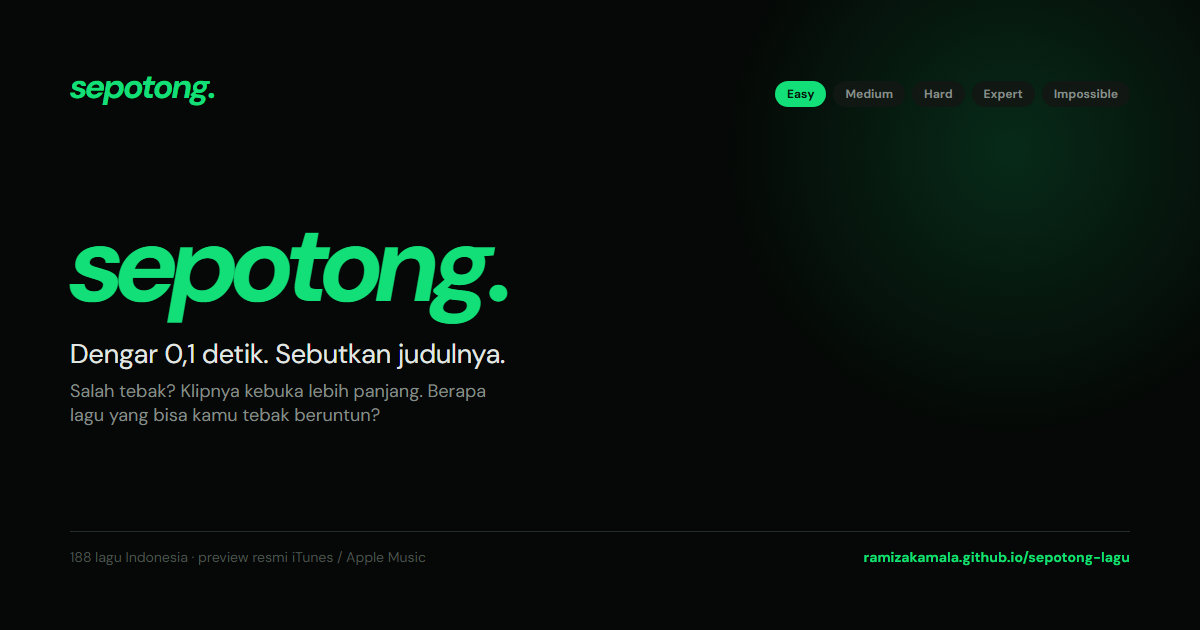 sepotong.
Easy Medium Hard Expert Impossible
sepotong.
Dengar 0,1 detik. Sebutkan judulnya.
Salah tebak? Klipnya kebuka lebih panjang. Berapa
lagu yang bisa kamu tebak beruntun?
188 lagu Indonesia · preview resmi iTunes / Apple Music
ramizakamala.github.io/sepotong-lagu